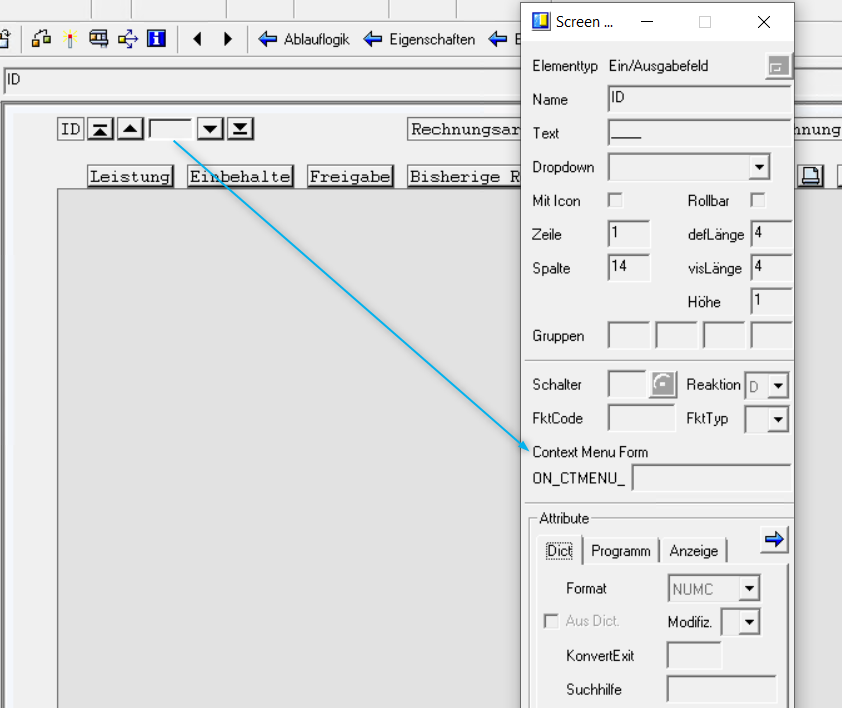 Ablauflogik Eigenschaften
ID
ID
Rechnungsar
hnung
Leistung Einbehalte Freigabe Bisherige R
Screen ...
Elementtyp Ein/Ausgabefeld
Name ID
Text ____
Dropdown
Mit Icon Rollbar
Zeile 1 defLänge 4
Spalte 14 visLänge 4
Höhe 1
Gruppen
Schalter Reaktion D
FktCode FktTyp
Context Menu Form
ON_CTMENU_
Attribute
Dict Programm Anzeige
Format NUMC
Aus Dict. Modifiz.
KonvertExit
Suchhilfe